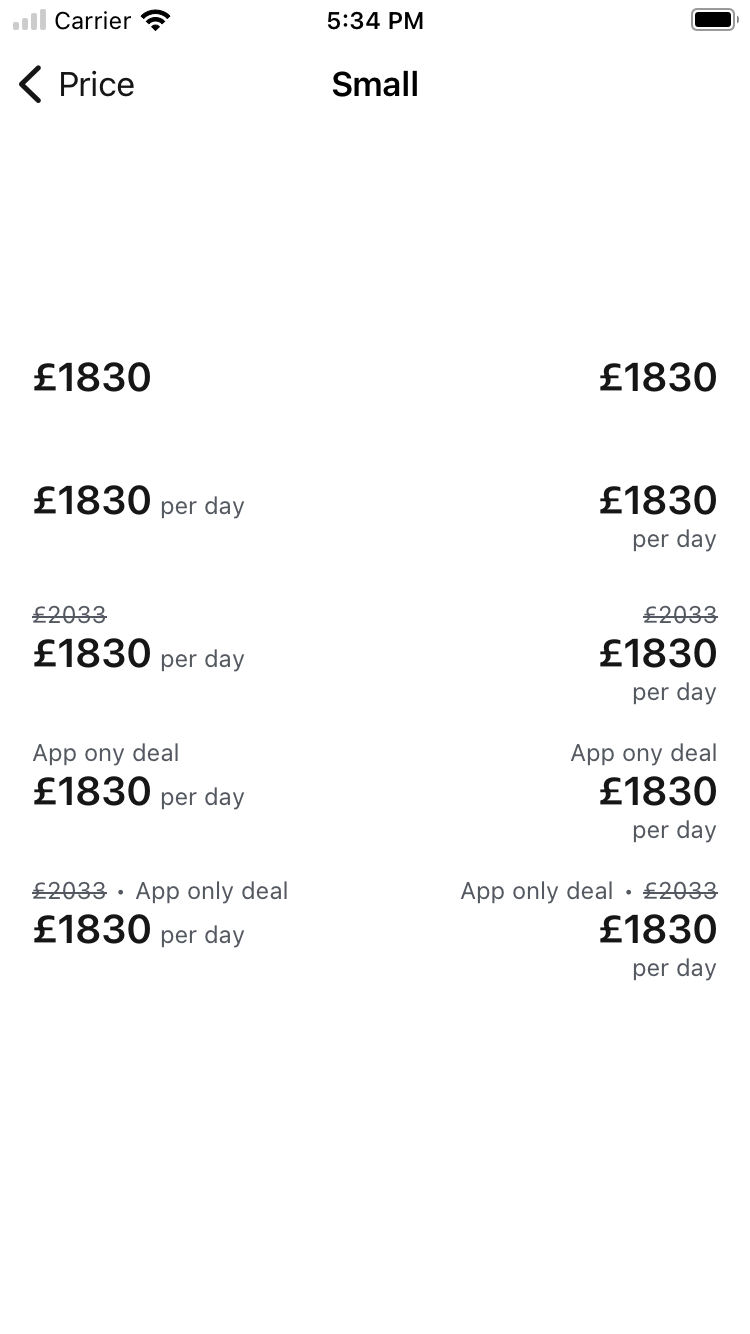 Carrier 5:34 PM
Price Small
£1830 £1830
£1830 per day £1830
per day
£2033 £2033
£1830 per day £1830
per day
App ony deal App ony deal
£1830 per day £1830
per day
£2033 • App only deal App only deal • £2033
£1830 per day £1830
per day